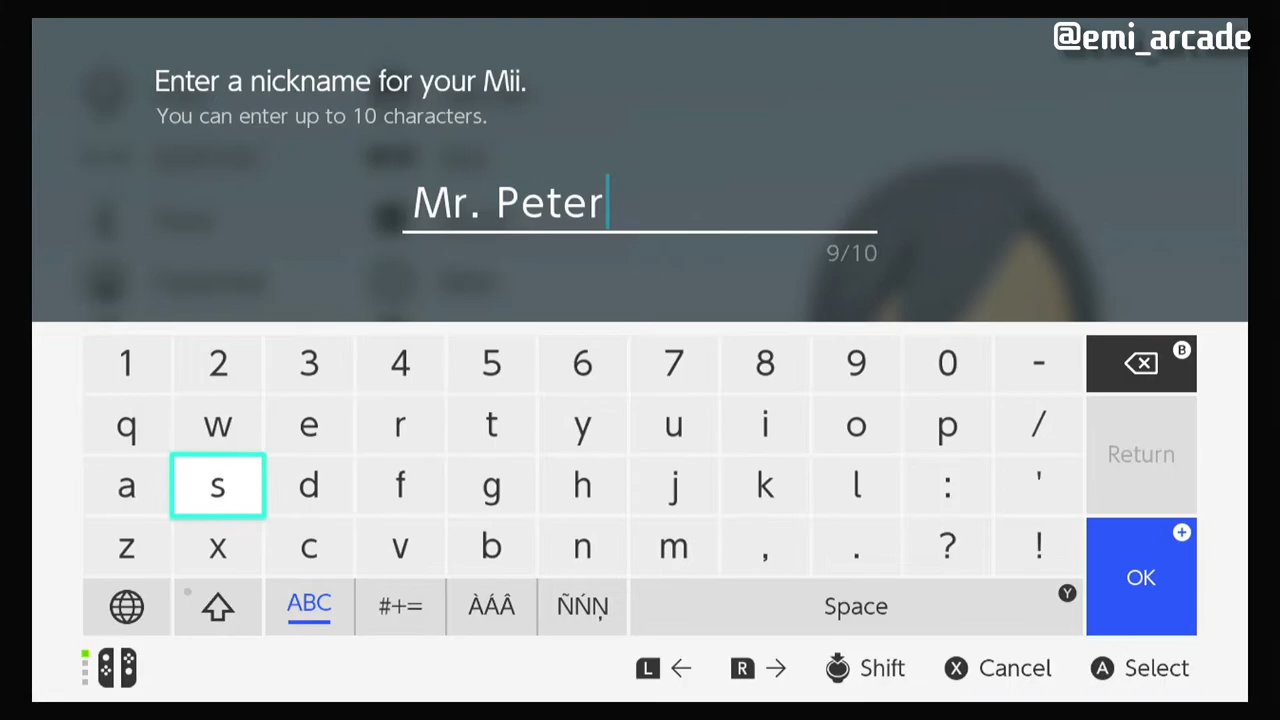 @emi_arcade
Enter a nickname for your Mii.
You can enter up to 10 characters.
Mr. Peter
9/10
1 2 3 4 5 6 7 8 9 0 - B
q w e r t y u i o p / Return
a s d f g h j k l : '
z x c v b n m , . ? ! + OK
ABC #+= ÀÁÂ ÑŃŅ Space Y
L ← R → Shift X Cancel A Select